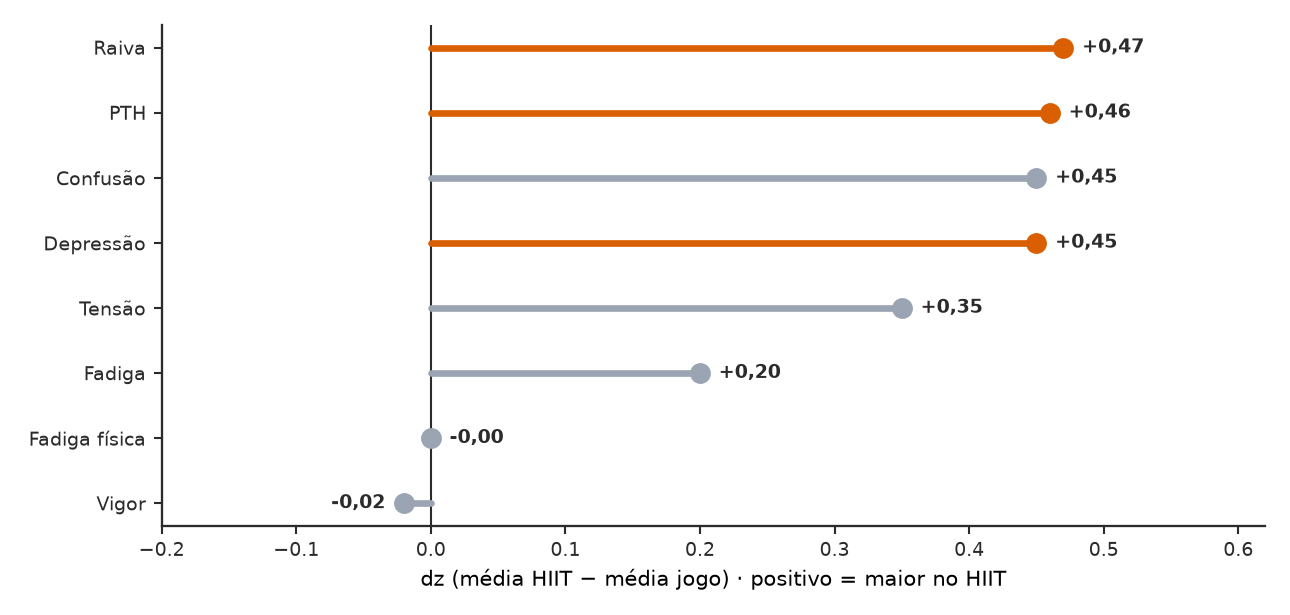 Raiva +0,47
PTH +0,46
Confusão +0,45
Depressão +0,45
Tensão +0,35
Fadiga +0,20
Fadiga física -0,00
Vigor -0,02
−0.2 −0.1 0.0 0.1 0.2 0.3 0.4 0.5 0.6
dz (média HIIT − média jogo) · positivo = maior no HIIT